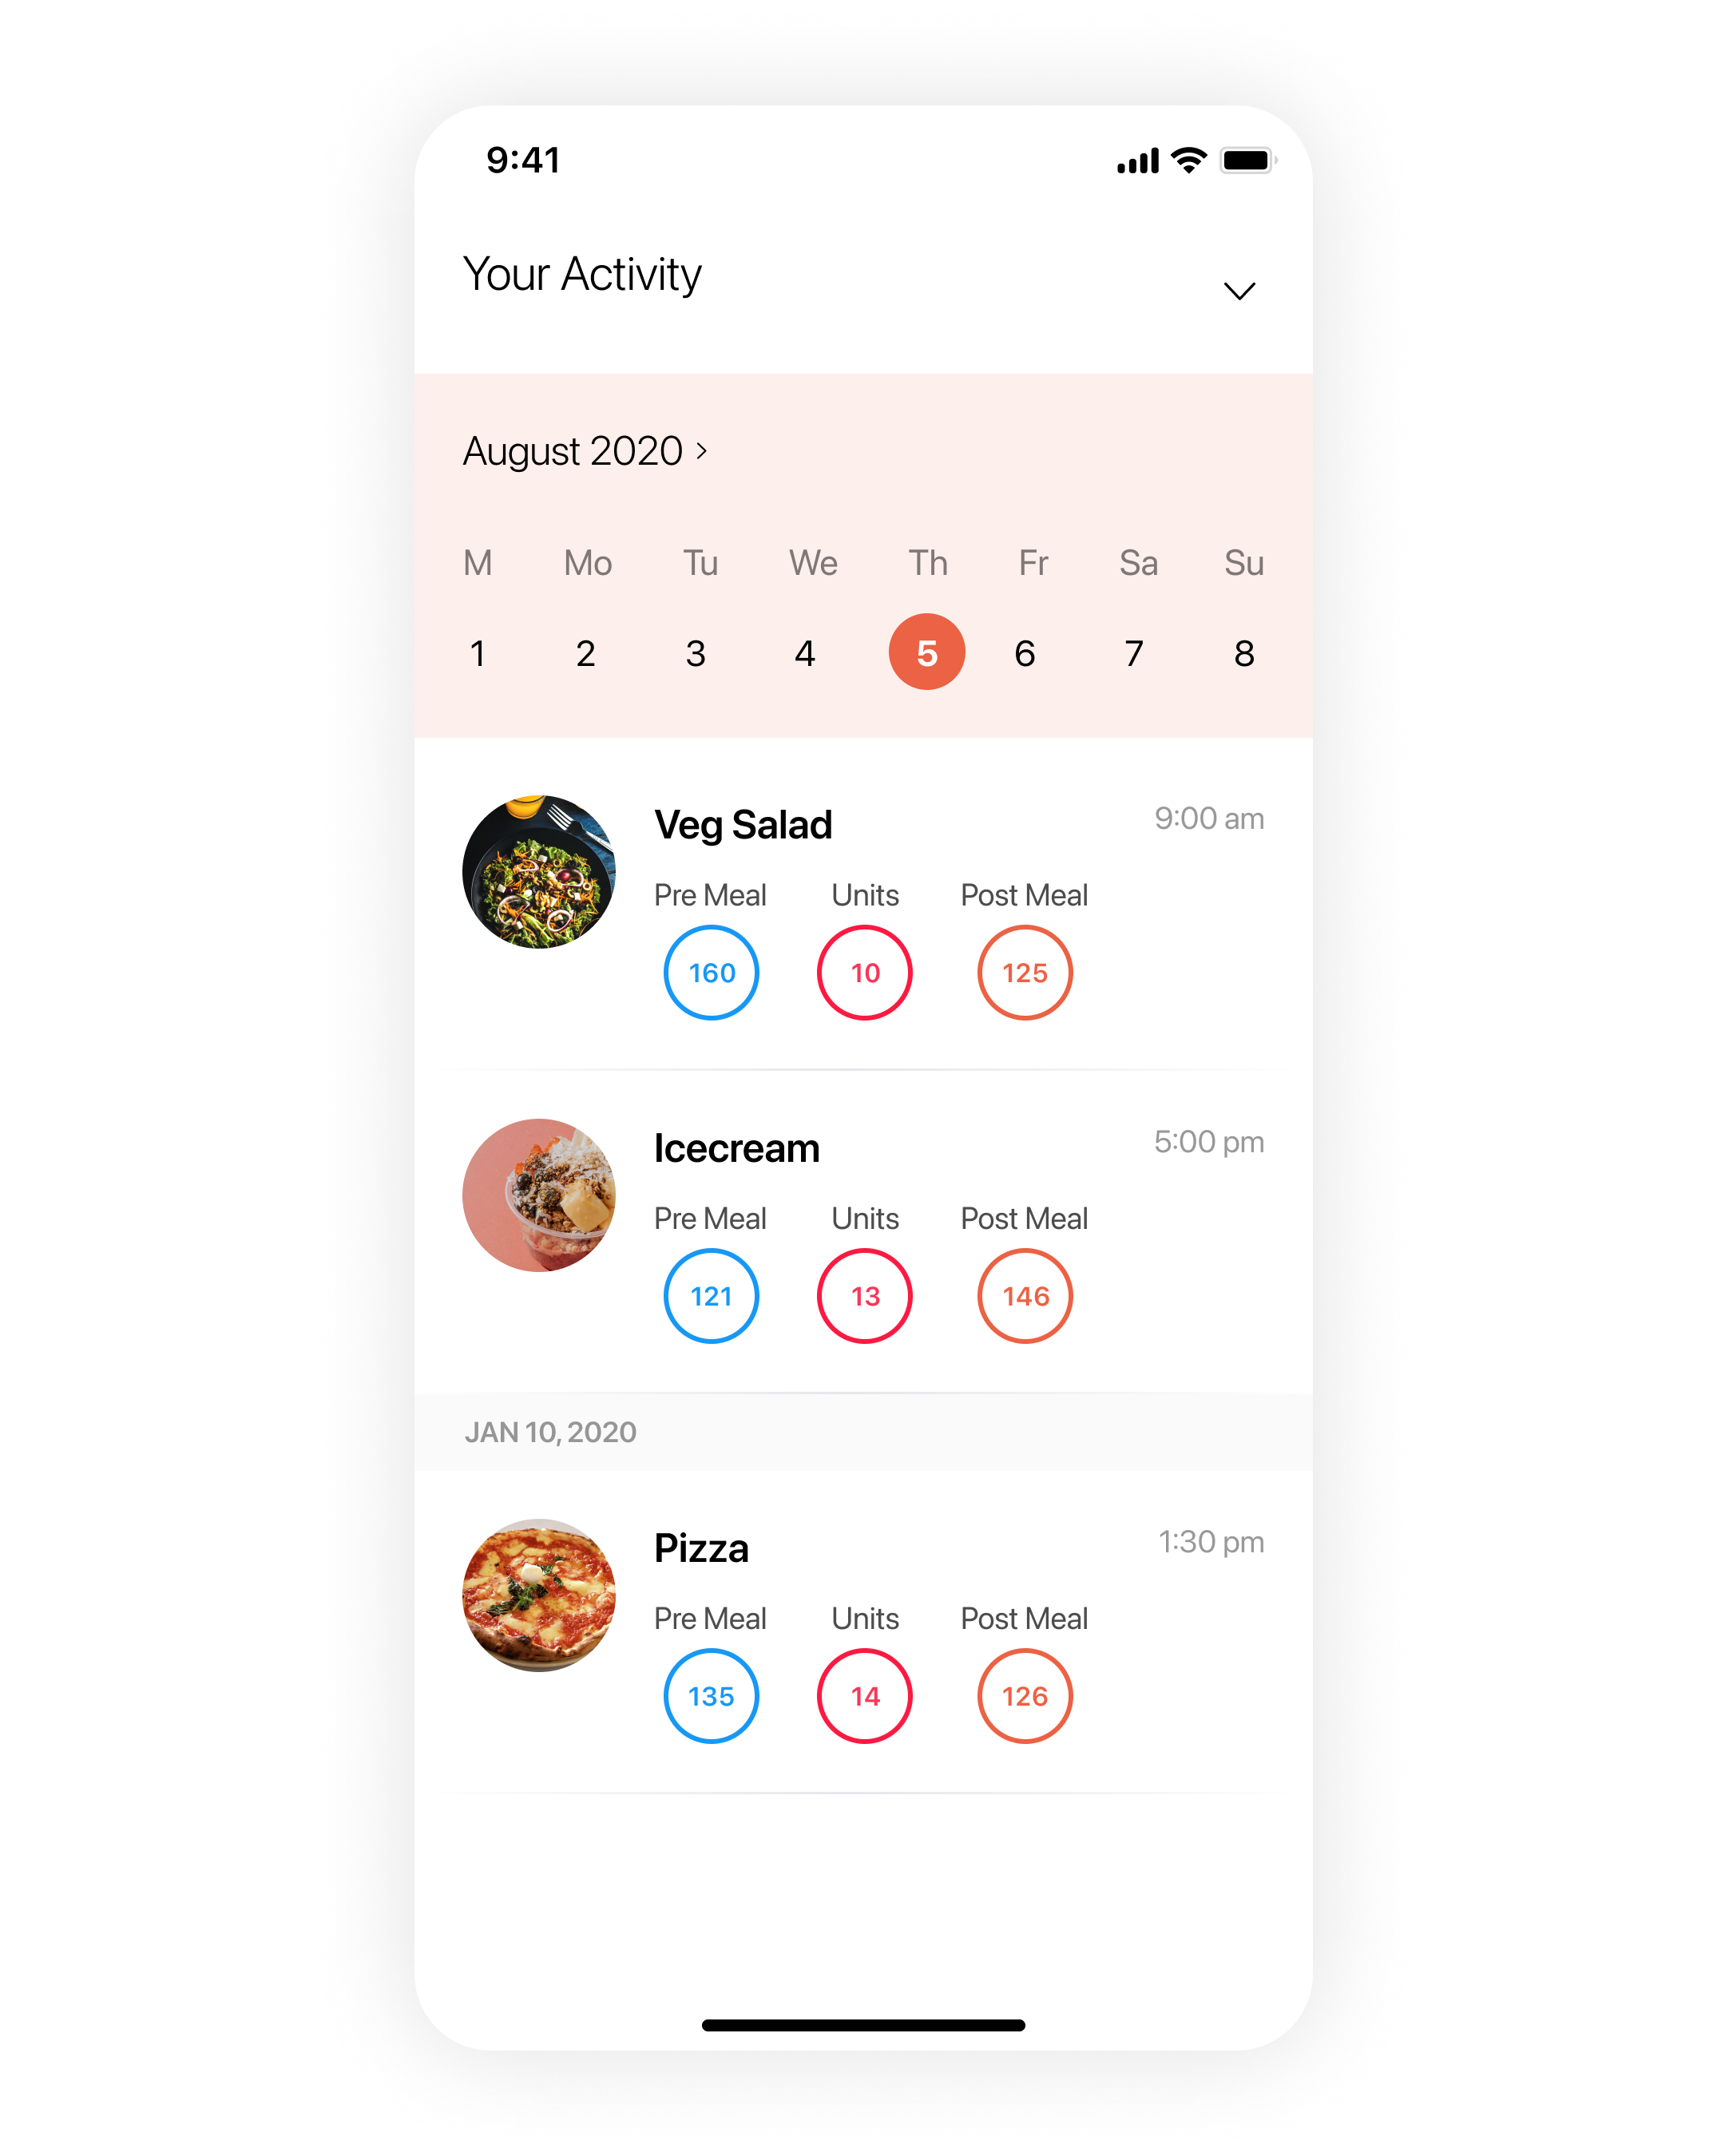 9:41
Your Activity
August 2020 >
M Mo Tu We Th Fr Sa Su
1 2 3 4 5 6 7 8
Veg Salad 9:00 am
Pre Meal Units Post Meal
160 10 125
Icecream 5:00 pm
Pre Meal Units Post Meal
121 13 146
JAN 10, 2020
Pizza 1:30 pm
Pre Meal Units Post Meal
135 14 126